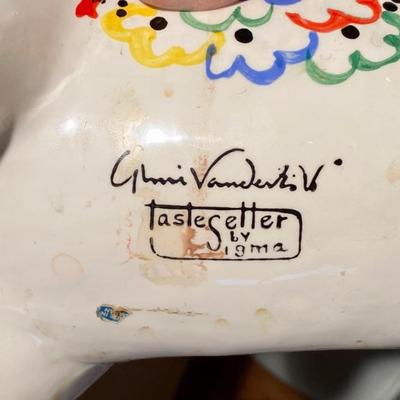 Gloria Vanderbilt
tasteSetter
by
Sigma